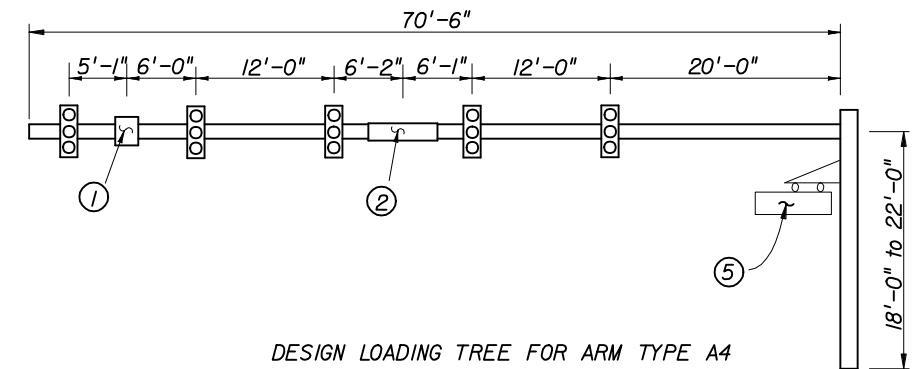 70'-6"
5'-1" 6'-0" 12'-0" 6'-2" 6'-1" 12'-0" 20'-0"
1
2
5
18'-0" to 22'-0"
DESIGN LOADING TREE FOR ARM TYPE A4